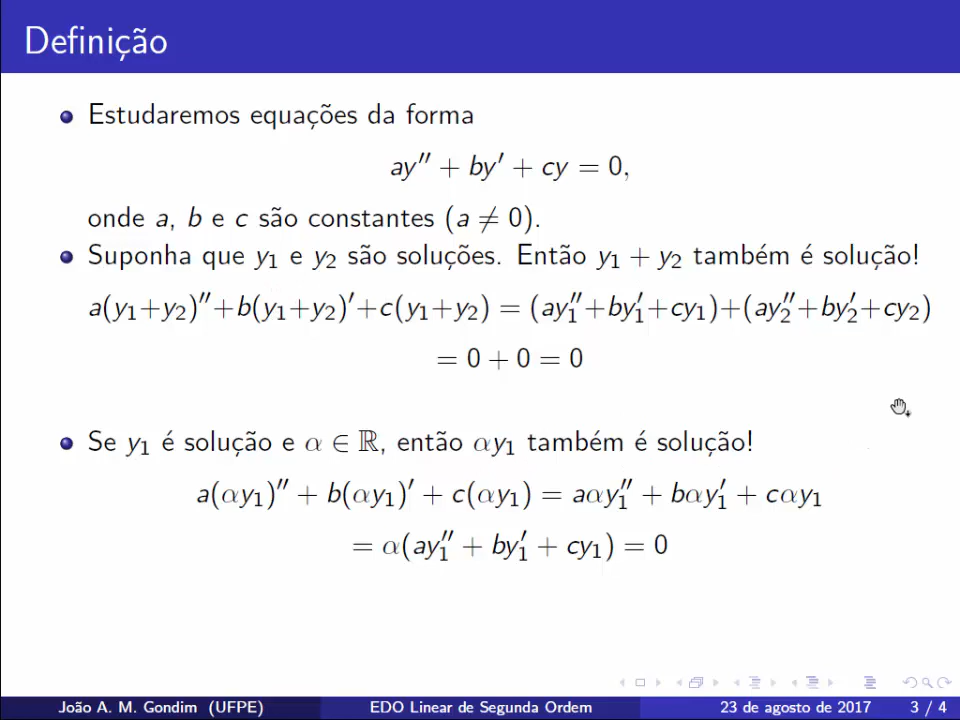 Definição
Estudaremos equações da forma
ay′′ + by′ + cy = 0,
onde a, b e c são constantes (a ≠ 0).
Suponha que y₁ e y₂ são soluções. Então y₁ + y₂ também é solução!
a(y₁+y₂)′′+b(y₁+y₂)′+c(y₁+y₂) = (ay₁′′+by₁′+cy₁)+(ay₂′′+by₂′+cy₂)
= 0 + 0 = 0
Se y₁ é solução e α ∈ ℝ, então αy₁ também é solução!
a(αy₁)′′ + b(αy₁)′ + c(αy₁) = aαy₁′′ + bαy₁′ + cαy₁
= α(ay₁′′ + by₁′ + cy₁) = 0
João A. M. Gondim (UFPE) EDO Linear de Segunda Ordem 23 de agosto de 2017 3 / 4